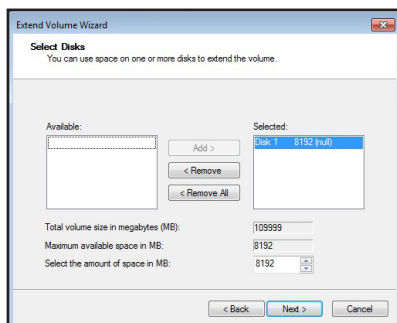 Extend Volume Wizard
Select Disks
You can use space on one or more disks to extend the volume.
Available:
Selected:
Disk 1 8192 (null)
Add >
< Remove
< Remove All
Total volume size in megabytes (MB): 109999
Maximum available space in MB: 8192
Select the amount of space in MB: 8192
< Back Next > Cancel